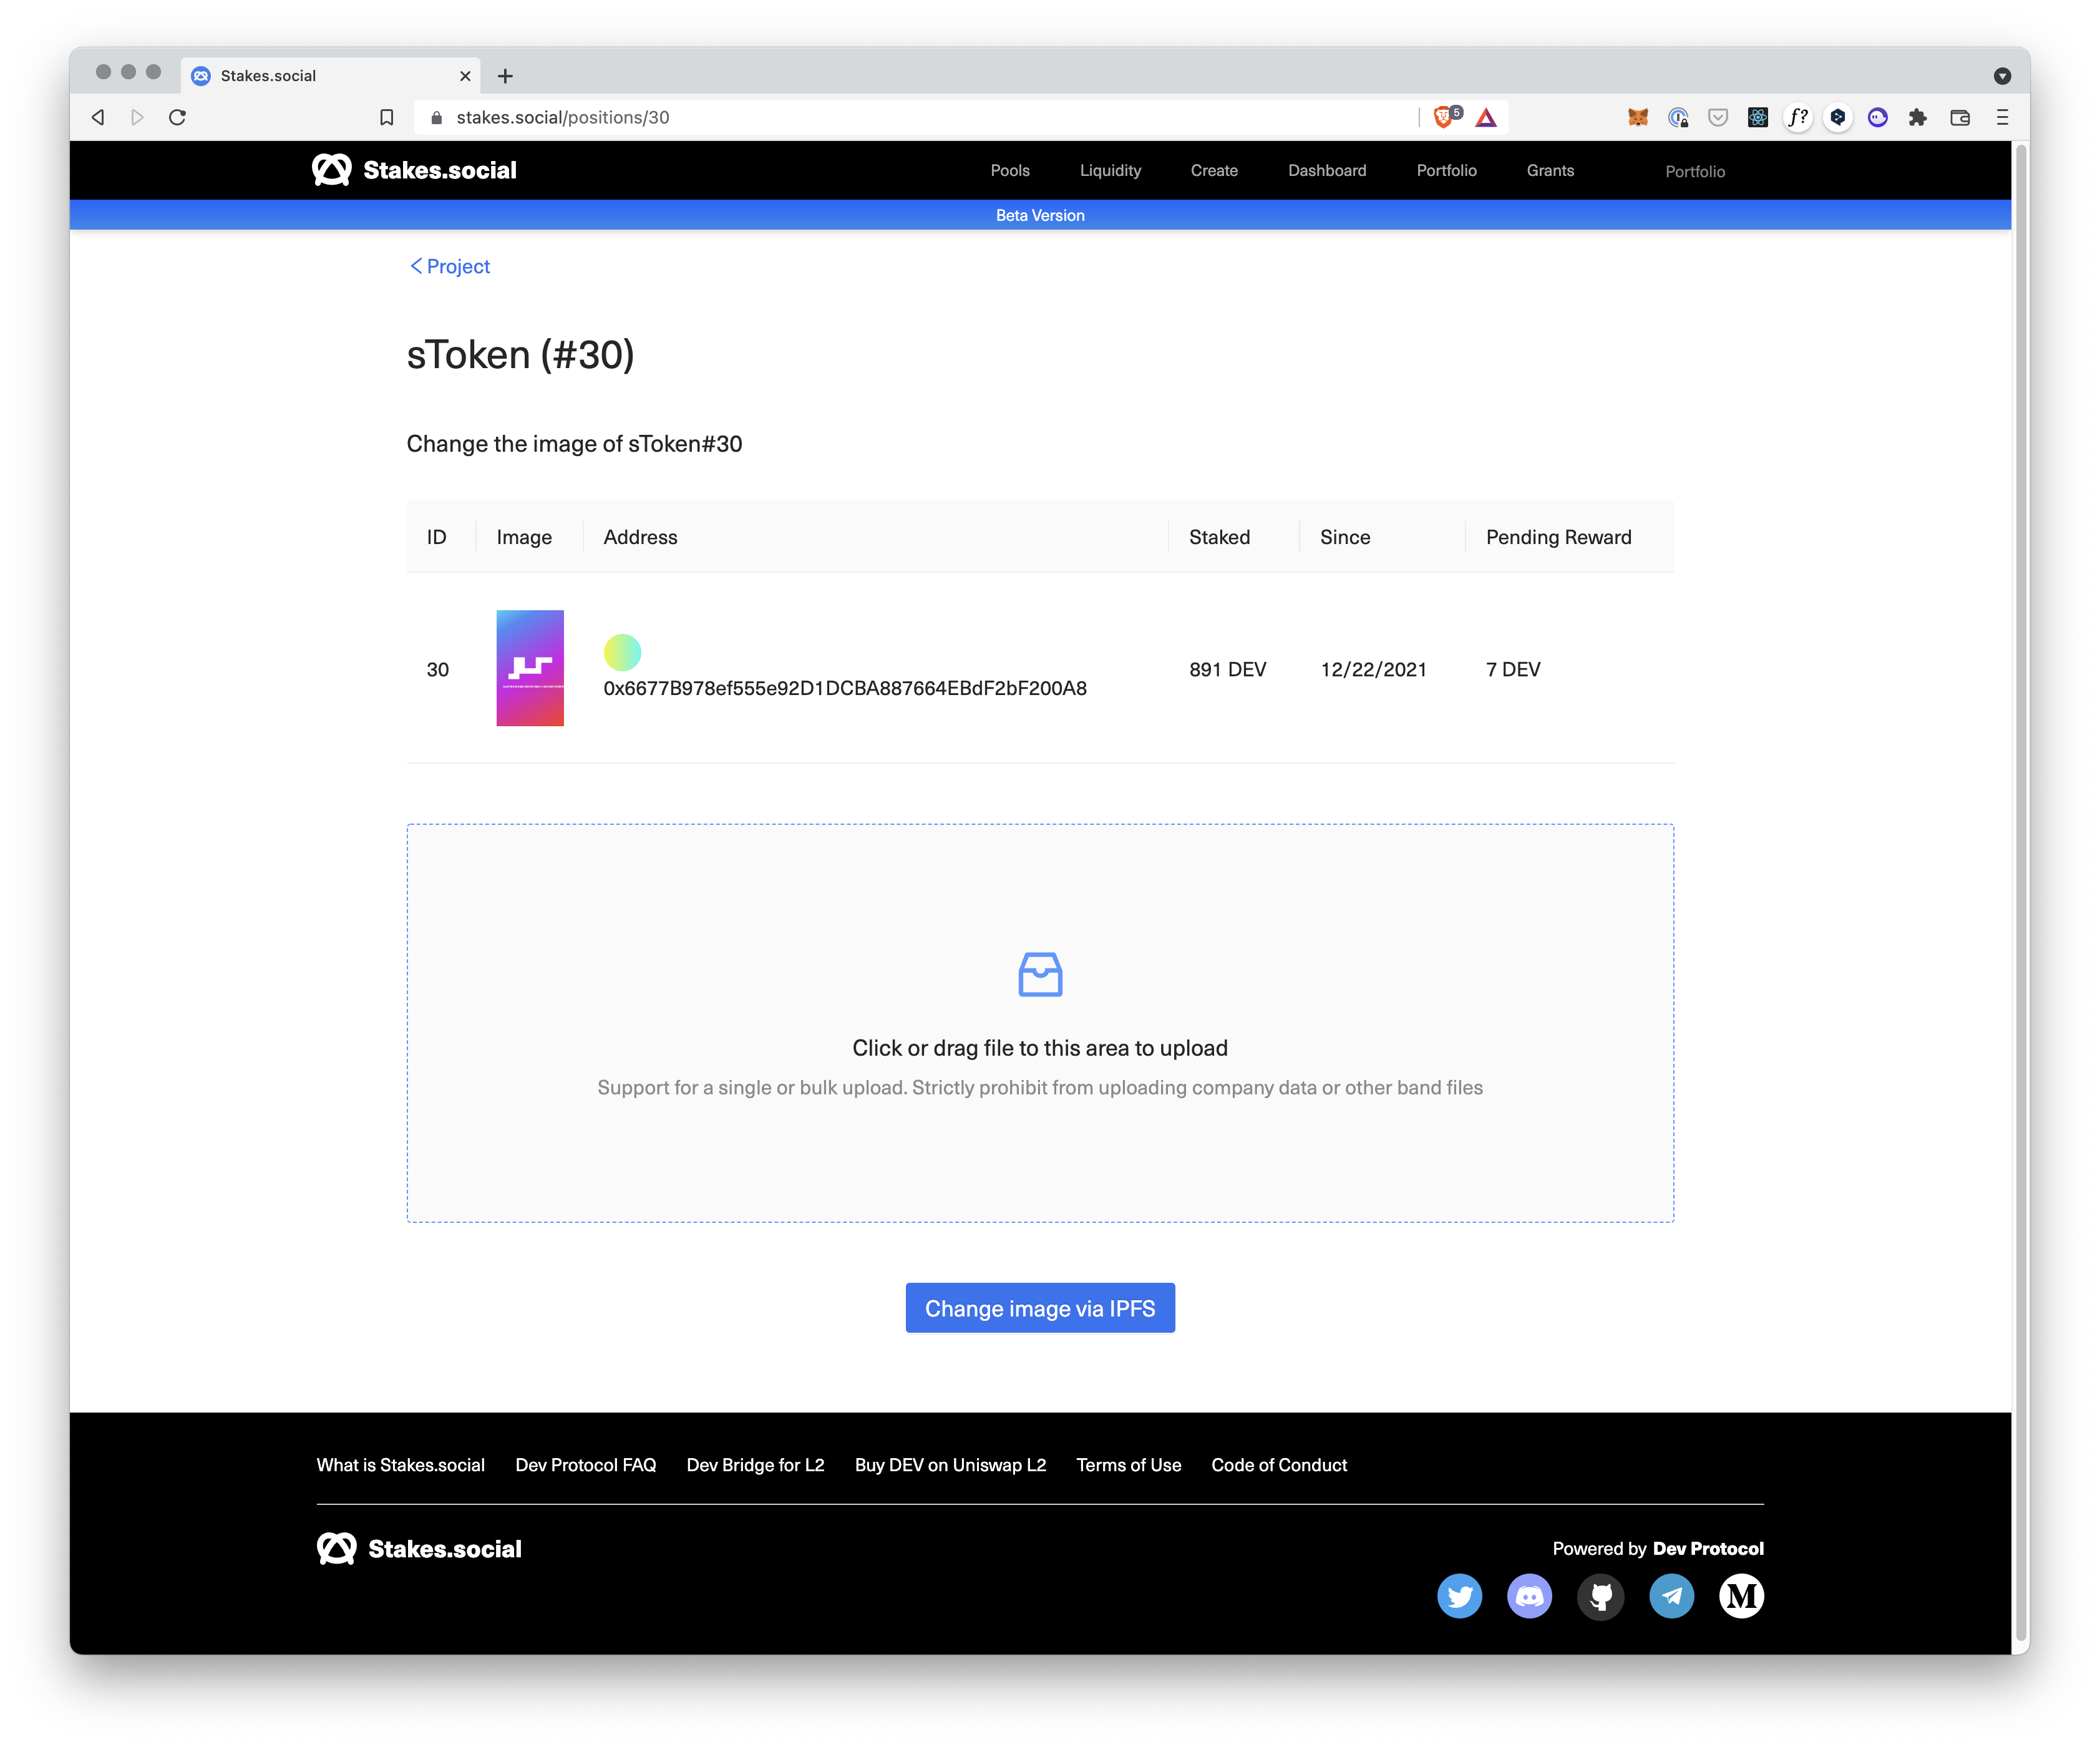 Stakes.social
stakes.social/positions/30
5
f?
Stakes.social
Pools Liquidity Create Dashboard Portfolio Grants Portfolio
Beta Version
Project
sToken (#30)
Change the image of sToken#30
ID Image Address Staked Since Pending Reward
30 0x6677B978ef555e92D1DCBA887664EBdF2bF200A8 891 DEV 12/22/2021 7 DEV
Click or drag file to this area to upload
Support for a single or bulk upload. Strictly prohibit from uploading company data or other band files
Change image via IPFS
What is Stakes.social Dev Protocol FAQ Dev Bridge for L2 Buy DEV on Uniswap L2 Terms of Use Code of Conduct
Stakes.social
Powered by Dev Protocol
M